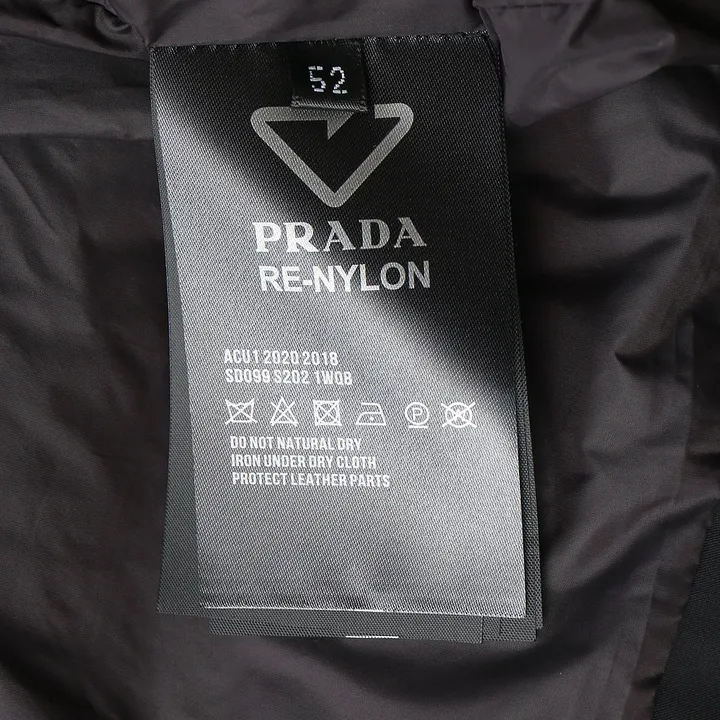 52
PRADA
RE-NYLON
ACU1 2020 2018
SD099 S202 1WQ8
P W
DO NOT NATURAL DRY
IRON UNDER DRY CLOTH
PROTECT LEATHER PARTS